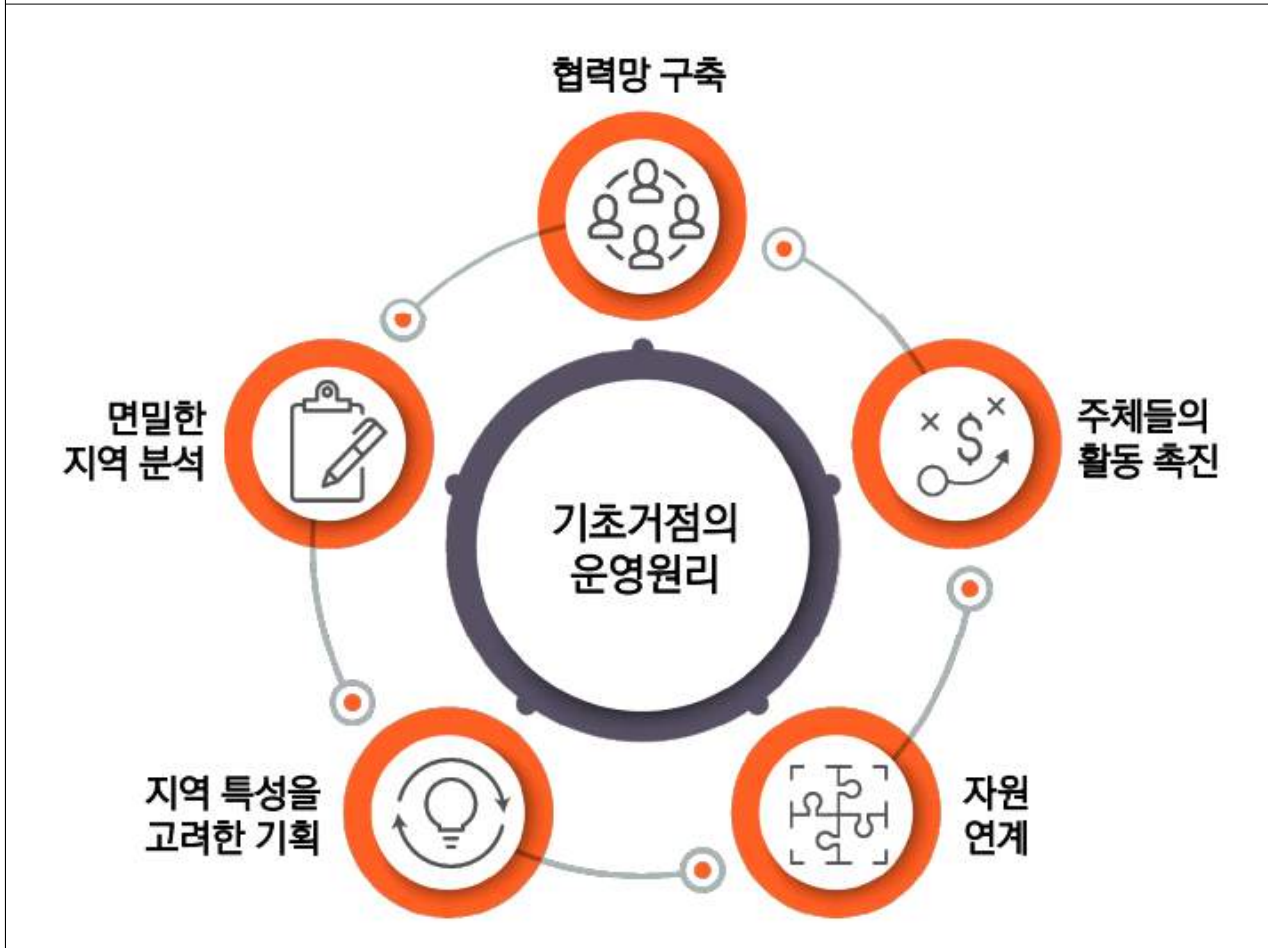 협력망 구축
면밀한
지역 분석
주체들의
활동 촉진
$
기초거점의
운영원리
지역 특성을
고려한 기획
자원
연계